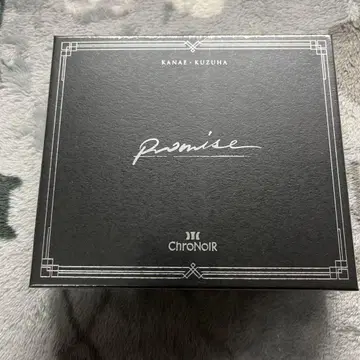 KANAE × KUZUHA
Promise
ChroNoiR